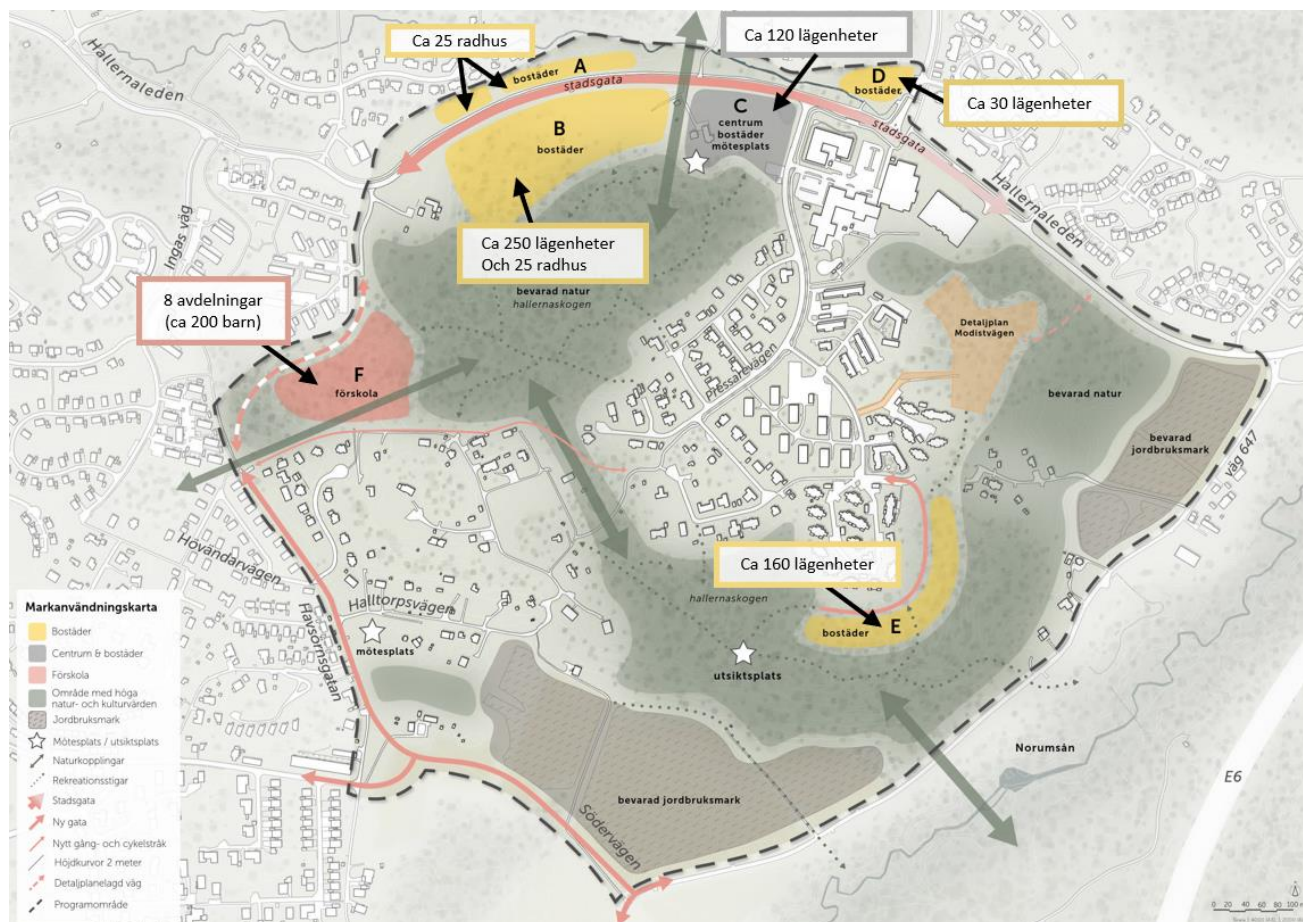 Ca 25 radhus
Ca 120 lägenheter
Hallernaleden
A
bostäder
stadsgata
D
bostäder
Ca 30 lägenheter
C
centrum
bostäder
mötesplats
B
bostäder
stadsgata
Hallernaleden
Ingas väg
Ca 250 lägenheter
Och 25 radhus
bevarad natur
hallernaskogen
8 avdelningar
(ca 200 barn)
F
förskola
Detaljplan
Modistvägen
Pressarevägen
bevarad natur
bevarad
jordbruksmark
väg 647
Hovandarvägen
Havsörnsgatan
Halltorpsvägen
mötesplats
Ca 160 lägenheter
hallernaskogen
bostäder
E
utsiktsplats
Norumsån
E6
bevarad jordbruksmark
Södervägen
Markanvändningskarta
Bostäder
Centrum & bostäder
Förskola
Område med höga
natur- och kulturvärden
Jordbruksmark
Mötesplats / utsiktsplats
Naturkopplingar
Rekreationsstigar
Stadsgata
Ny gata
Nytt gång- och cykelstråk
Höjdkurvor 2 meter
Detaljplanelagd väg
Programområde
0 20 40 60 80 100 m